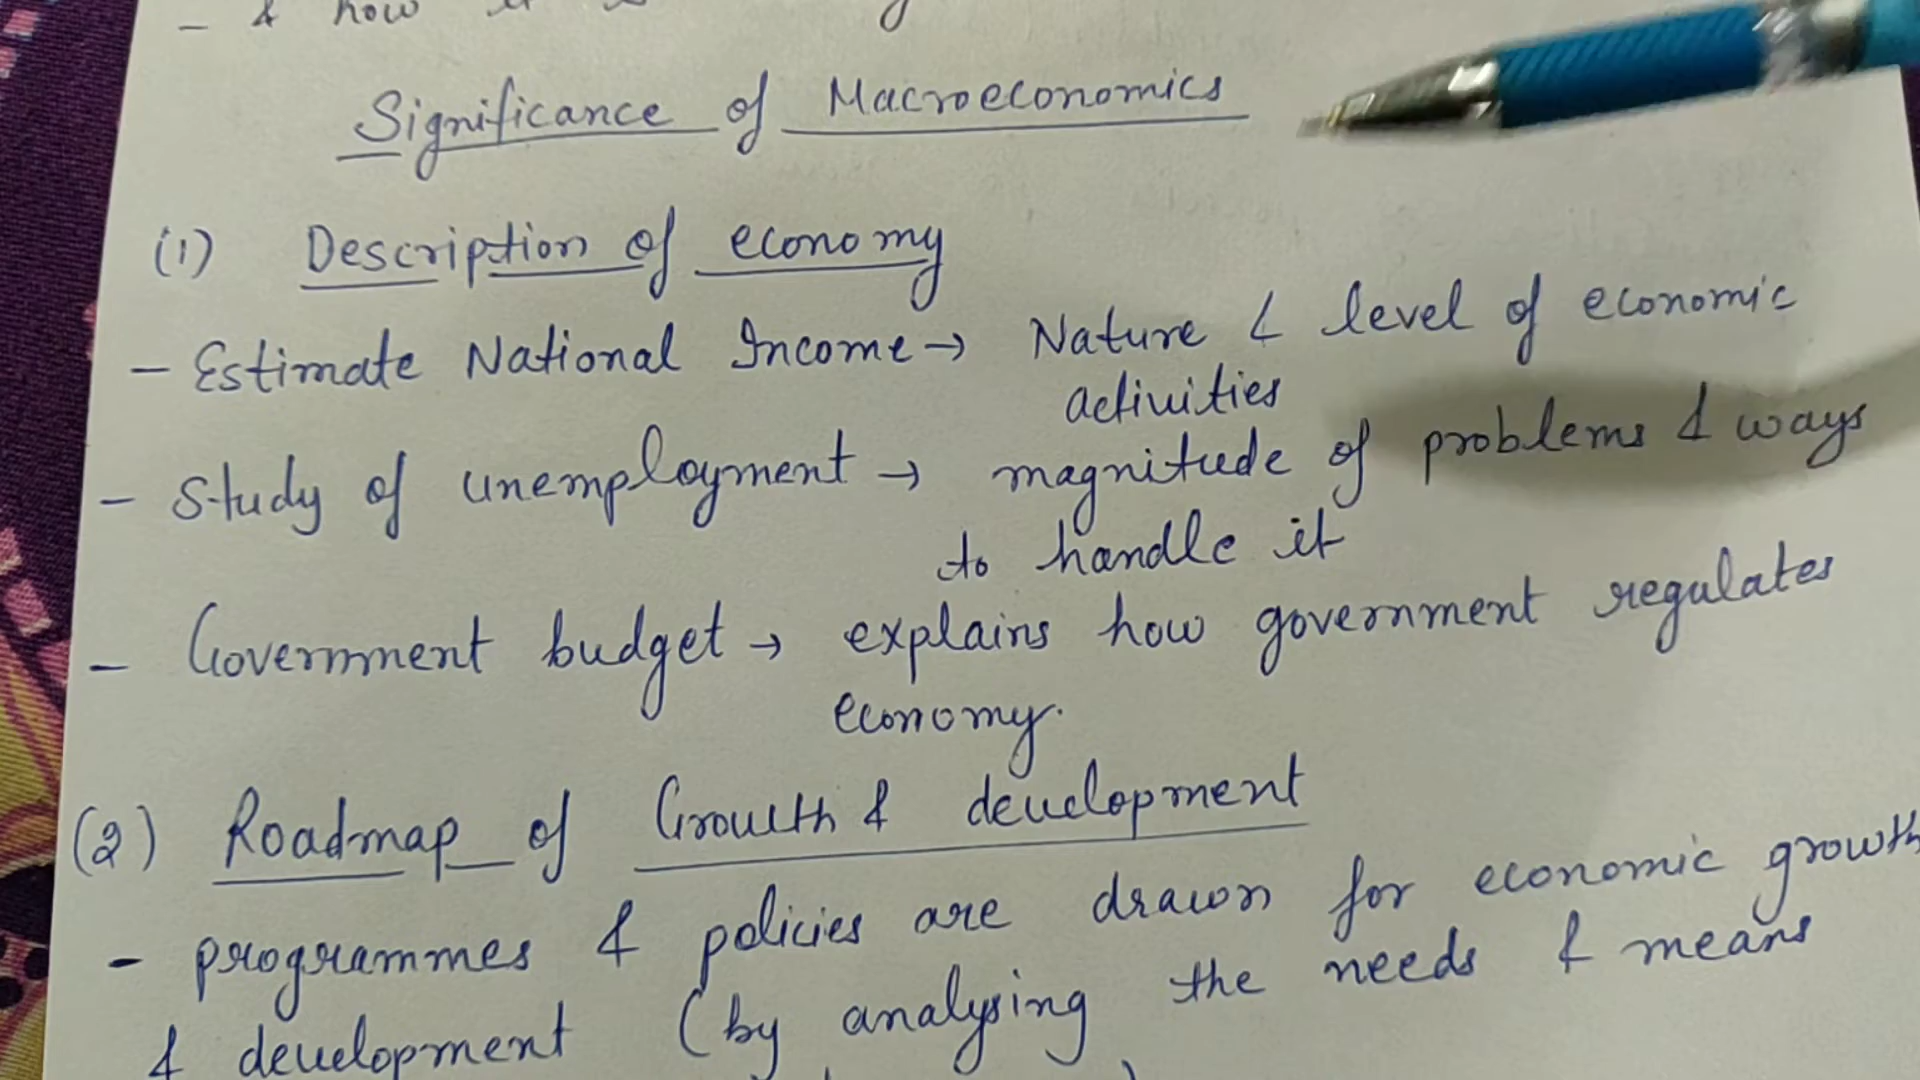 - & how
Significance of Macroeconomics
(1) Description of economy
- Estimate National Income → Nature & level of economic
activities
- Study of unemployment → magnitude of problems & ways
to handle it
- Government budget → explains how government regulates
economy.
(2) Roadmap of Growth & development
- programmes & policies are drawn for economic growth
& development (by analysing the needs & means